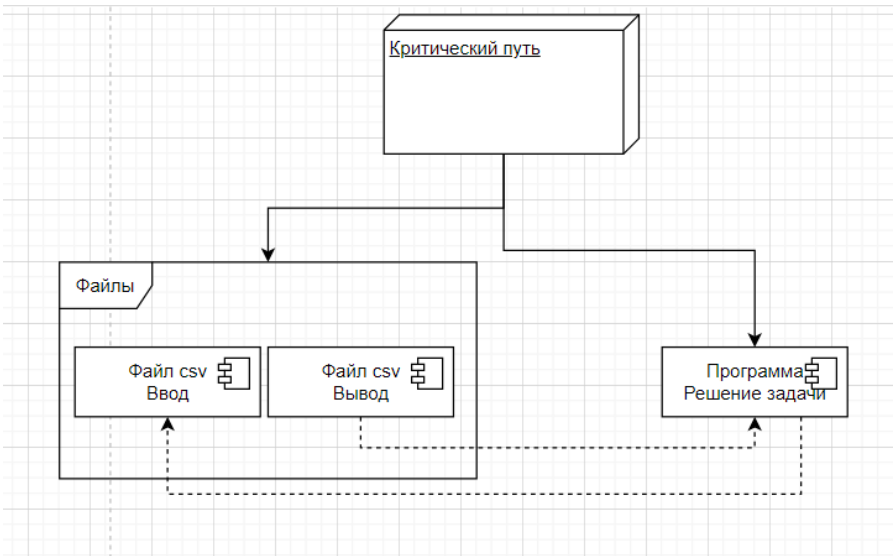 Критический путь
Файлы
Файл csv
Ввод
Файл csv
Вывод
Программа
Решение задачи